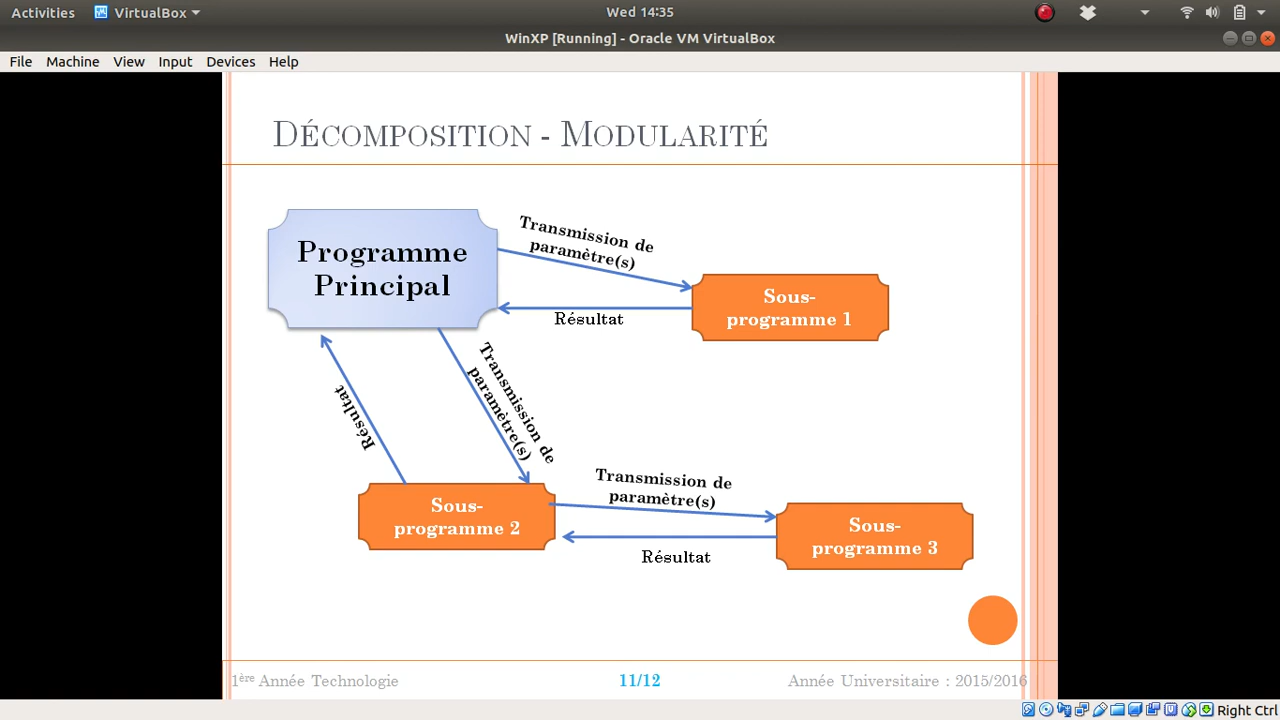 Activities VirtualBox Wed 14:35
WinXP [Running] - Oracle VM VirtualBox
File Machine View Input Devices Help
Décomposition - Modularité
Programme
Principal
Transmission de
paramètre(s)
Résultat
Sous-
programme 1
Transmission de
paramètre(s)
Résultat
Sous-
programme 2
Transmission de
paramètre(s)
Résultat
Sous-
programme 3
1ère Année Technologie 11/12 Année Universitaire : 2015/2016
Right Ctrl